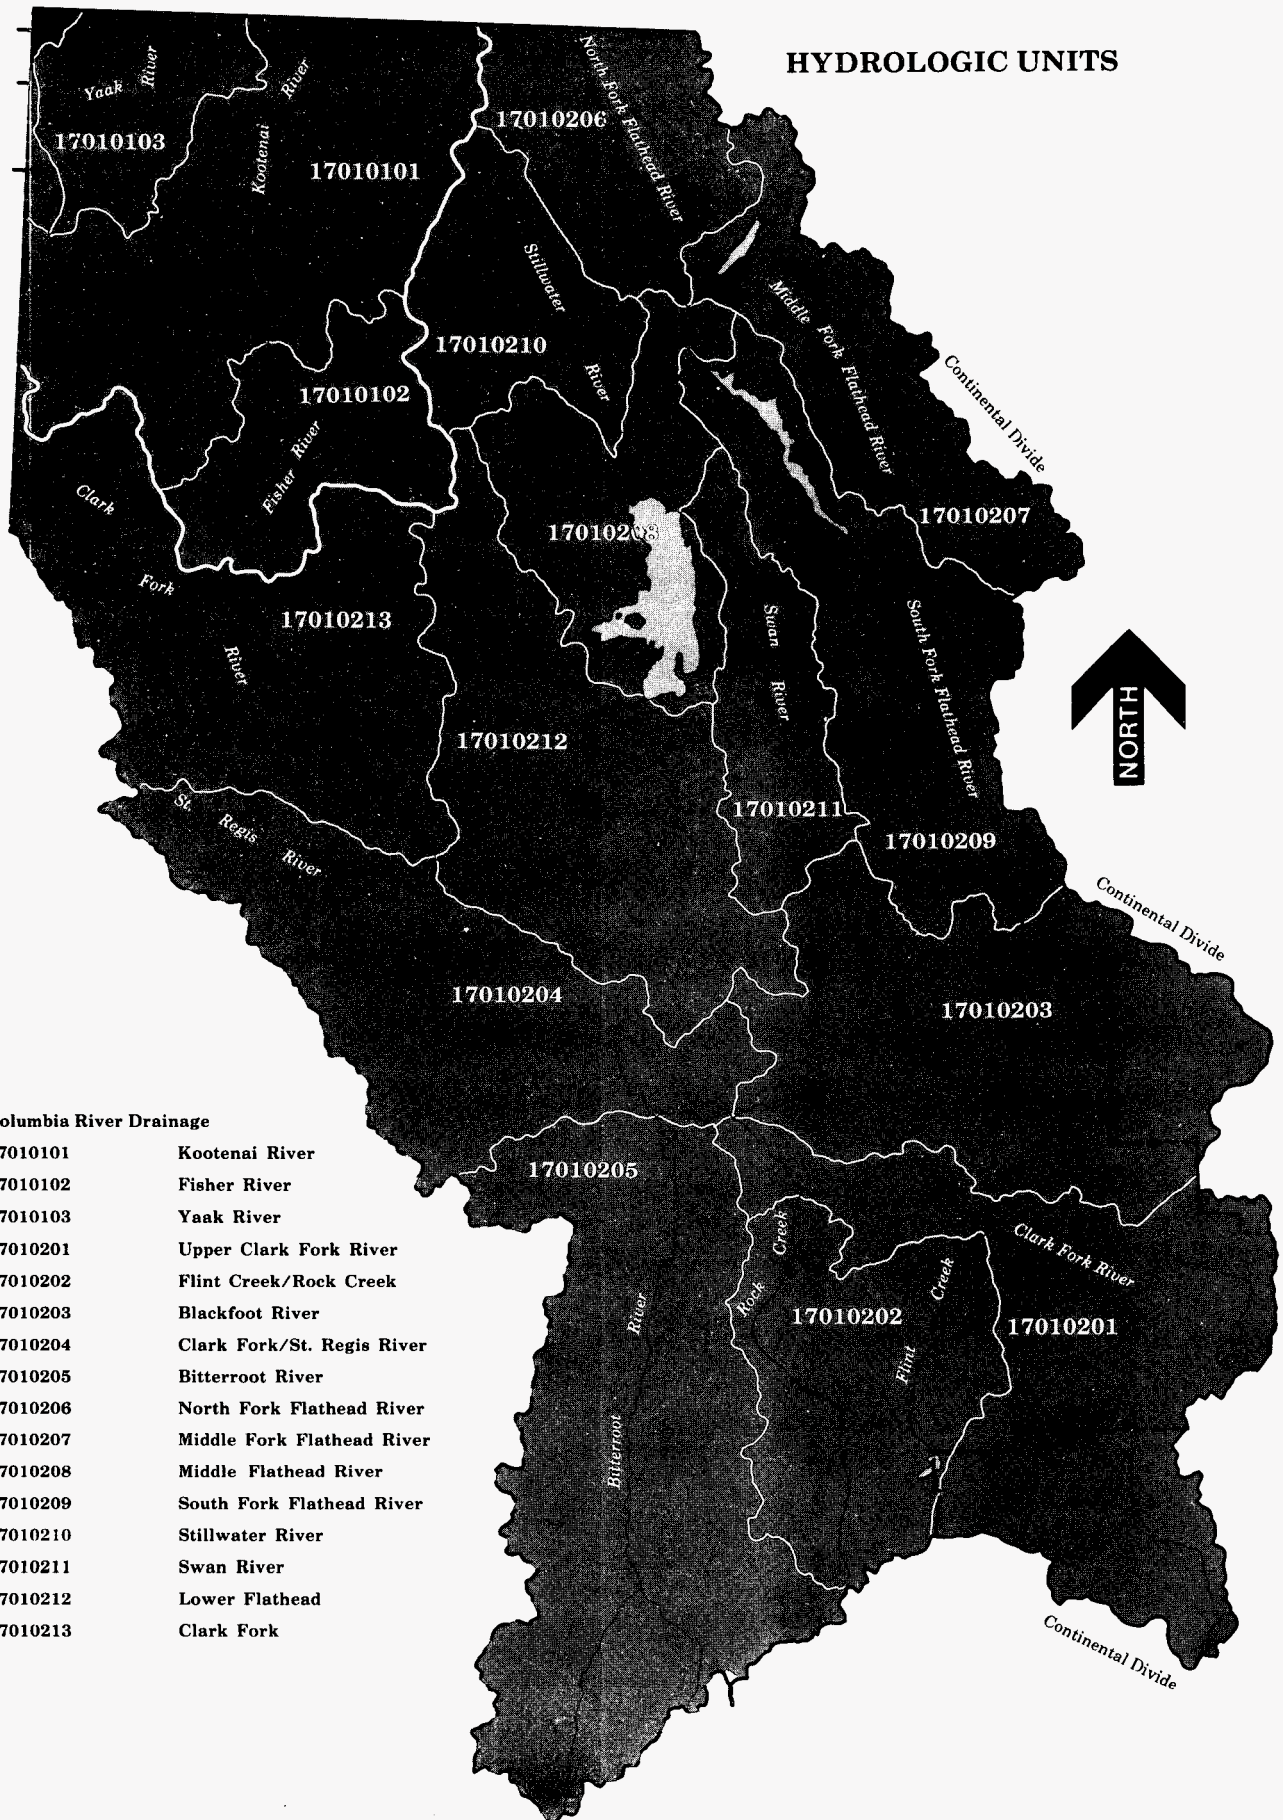 HYDROLOGIC UNITS
Yaak River
17010103
Kootenai River
17010101
17010206
North Fork Flathead River
Stillwater River
17010210
Middle Fork Flathead River
Continental Divide
17010102
Fisher River
Clark Fork River
17010208
17010207
17010213
Swan River
South Fork Flathead River
NORTH
17010212
St. Regis River
17010211
17010209
Continental Divide
17010204
17010203
17010205
Clark Fork River
Rock Creek
Flint Creek
17010202
17010201
Bitterroot River
Continental Divide
olumbia River Drainage
7010101 Kootenai River
7010102 Fisher River
7010103 Yaak River
7010201 Upper Clark Fork River
7010202 Flint Creek/Rock Creek
7010203 Blackfoot River
7010204 Clark Fork/St. Regis River
7010205 Bitterroot River
7010206 North Fork Flathead River
7010207 Middle Fork Flathead River
7010208 Middle Flathead River
7010209 South Fork Flathead River
7010210 Stillwater River
7010211 Swan River
7010212 Lower Flathead
7010213 Clark Fork